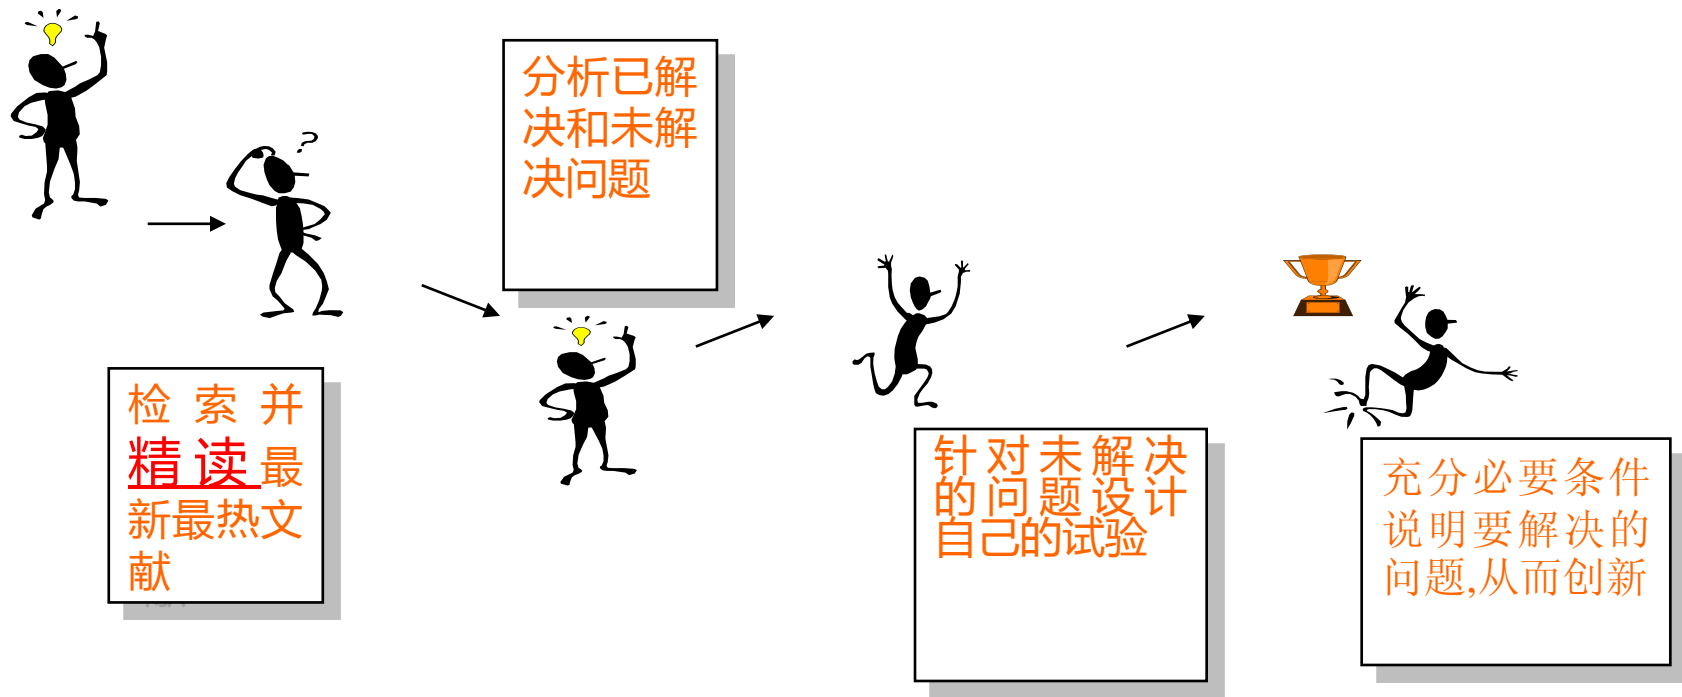 ?
分析已解
决和未解
决问题
检索并
精读最
新最热文
献
针对未解决
的问题设计
自己的试验
充分必要条件
说明要解决的
问题,从而创新